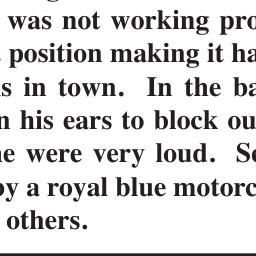 was not working pro
position making it ha
s in town. In the ba
n his ears to block ou
ne were very loud. Se
by a royal blue motorc
others.